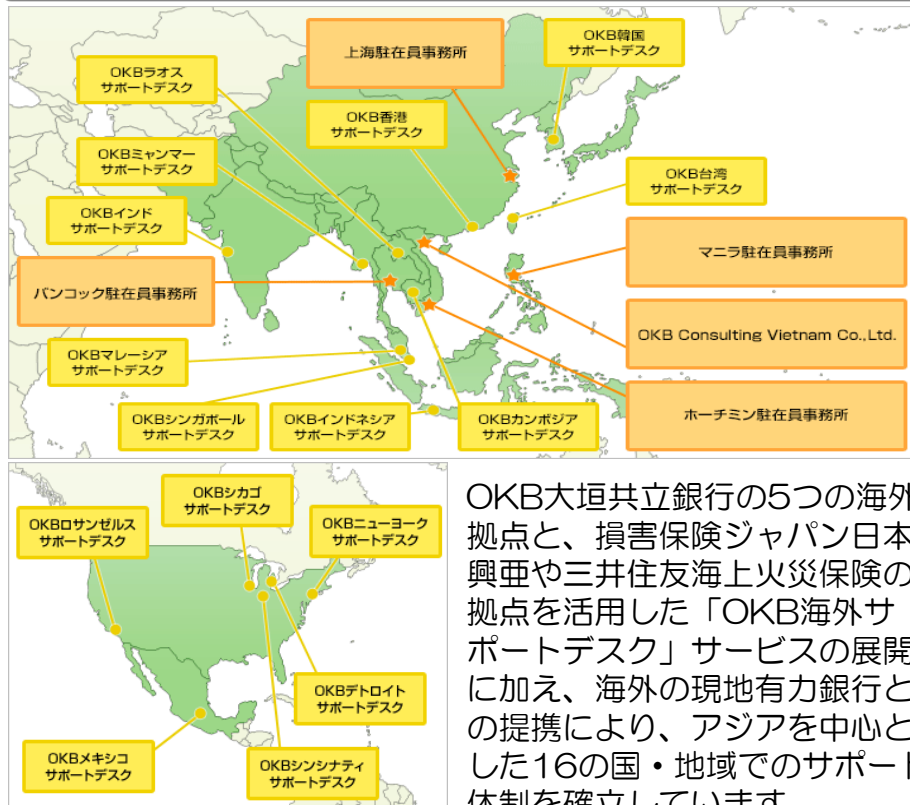 上海駐在員事務所
OKB韓国
サポートデスク
OKBラオス
サポートデスク
OKB香港
サポートデスク
OKBミャンマー
サポートデスク
OKB台湾
サポートデスク
OKBインド
サポートデスク
マニラ駐在員事務所
バンコック駐在員事務所
OKB Consulting Vietnam Co.,Ltd.
OKBマレーシア
サポートデスク
OKBシンガポール
サポートデスク
OKBインドネシア
サポートデスク
OKBカンボジア
サポートデスク
ホーチミン駐在員事務所
OKBシカゴ
サポートデスク
OKBロサンゼルス
サポートデスク
OKBニューヨーク
サポートデスク
OKBデトロイト
サポートデスク
OKBメキシコ
サポートデスク
OKBシンシナティ
サポートデスク
OKB大垣共立銀行の5つの海外
拠点と、損害保険ジャパン日本
興亜や三井住友海上火災保険の
拠点を活用した「OKB海外サ
ポートデスク」サービスの展開
に加え、海外の現地有力銀行と
の提携により、アジアを中心と
した16の国・地域でのサポート
体制を確立しています